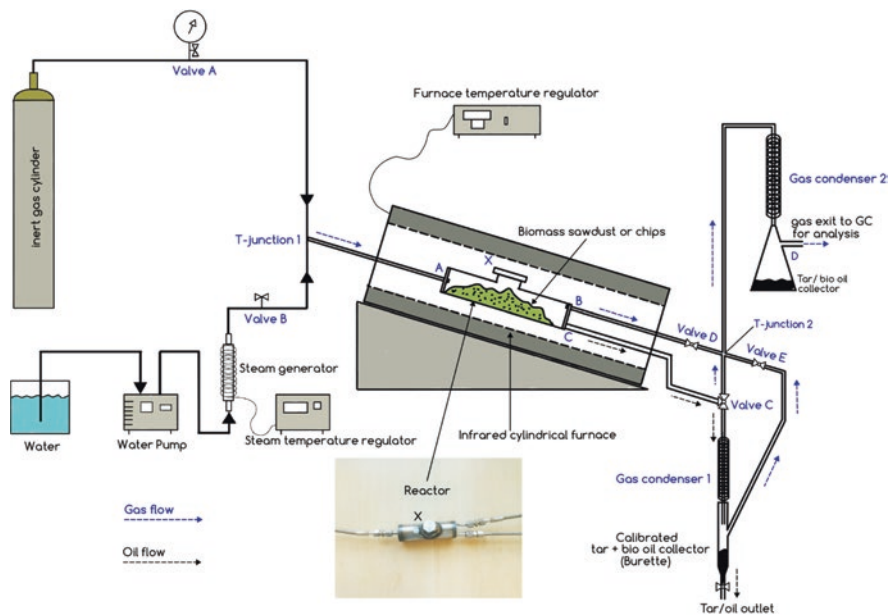 Valve A
Furnace temperature regulator
inert gas cylinder
Gas condenser 2
gas exit to GC
for analysis
D
Tar/ bio oil
collector
T-junction 1
Biomass sawdust or chips
X
A
B
C
Valve D
T-junction 2
Valve E
Valve B
Steam generator
Valve C
Water
Water Pump
Steam temperature regulator
Infrared cylindrical furnace
Gas condenser 1
Reactor
X
Gas flow
Oil flow
Calibrated
tar + bio oil collector
(Burette)
Tar/oil outlet